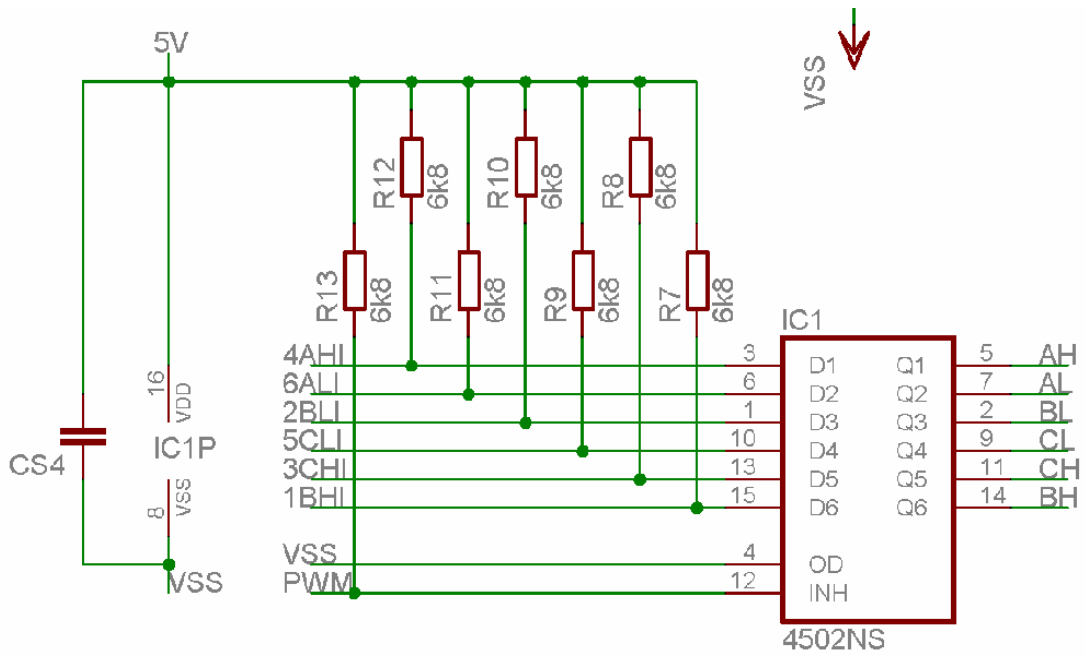 5V
VSS
R12
6k8
R10
6k8
R8
6k8
R13
6k8
R11
6k8
R9
6k8
R7
6k8
IC1
4AHI
3
D1
Q1
5
AH
6ALI
6
D2
Q2
7
AL
2BLI
1
D3
Q3
2
BL
5CLI
10
D4
Q4
9
CL
3CHI
13
D5
Q5
11
CH
1BHI
15
D6
Q6
14
BH
VSS
4
OD
PWM
12
INH
4502NS
16
VDD
IC1P
CS4
8
VSS
VSS